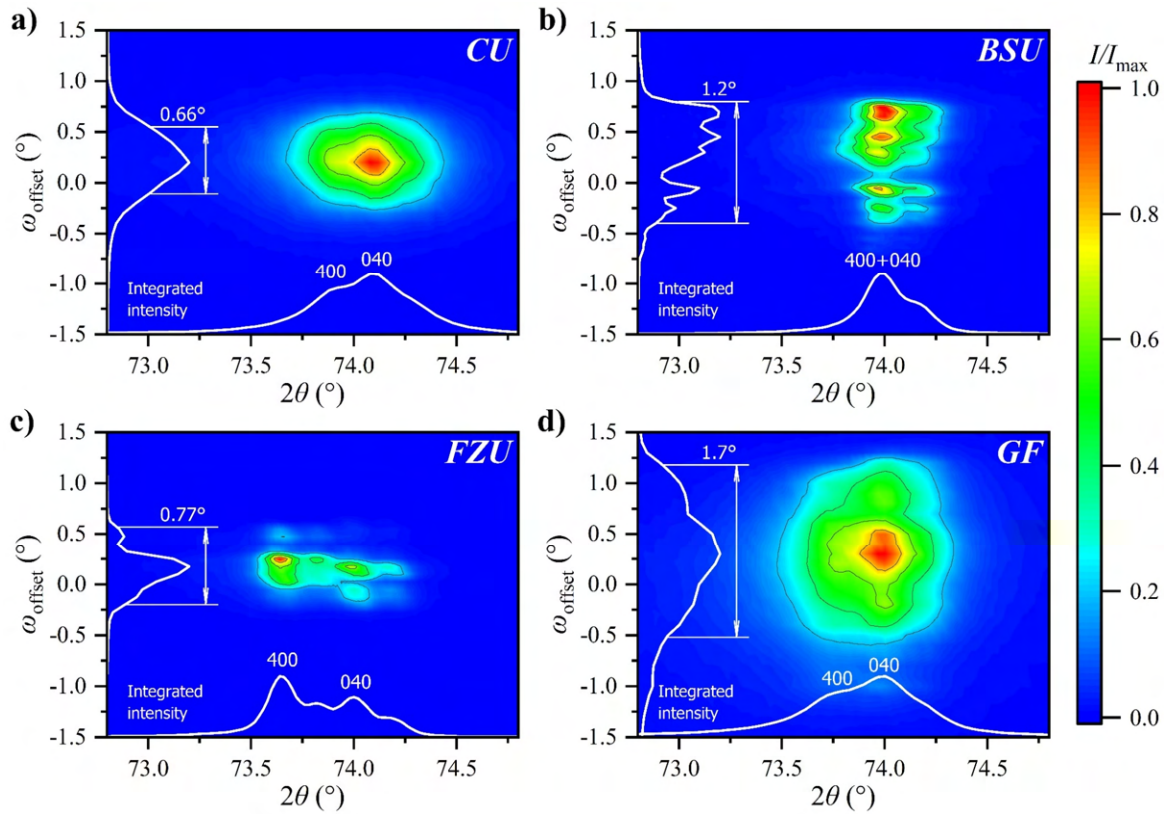 a)
CU
1.5
1.0
0.5
0.0
-0.5
-1.0
-1.5
ω_offset (°)
0.66°
400
040
Integrated
intensity
73.0
73.5
74.0
74.5
2θ (°)
b)
BSU
1.5
1.0
0.5
0.0
-0.5
-1.0
-1.5
ω_offset (°)
1.2°
400+040
Integrated
intensity
73.0
73.5
74.0
74.5
2θ (°)
I/I_max
1.0
0.8
0.6
0.4
0.2
0.0
c)
FZU
1.5
1.0
0.5
0.0
-0.5
-1.0
-1.5
ω_offset (°)
0.77°
400
040
Integrated
intensity
73.0
73.5
74.0
74.5
2θ (°)
d)
GF
1.5
1.0
0.5
0.0
-0.5
-1.0
-1.5
ω_offset (°)
1.7°
400
040
Integrated
intensity
73.0
73.5
74.0
74.5
2θ (°)